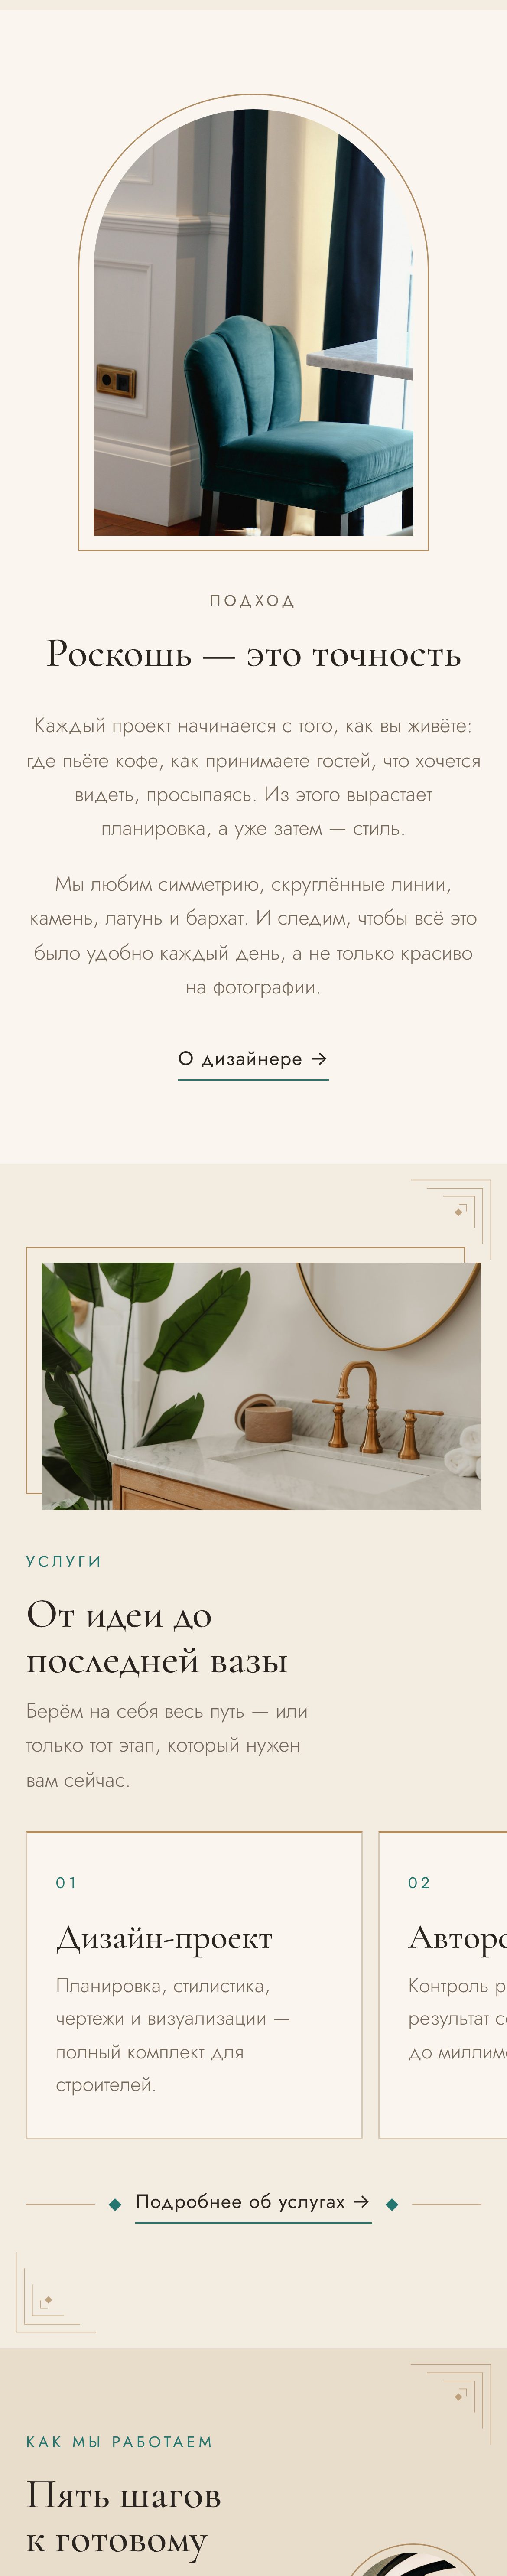 ПОДХОД
Роскошь — это точность
Каждый проект начинается с того, как вы живёте:
где пьёте кофе, как принимаете гостей, что хочется
видеть, просыпаясь. Из этого вырастает
планировка, а уже затем — стиль.
Мы любим симметрию, скруглённые линии,
камень, латунь и бархат. И следим, чтобы всё это
было удобно каждый день, а не только красиво
на фотографии.
О дизайнере →
УСЛУГИ
От идеи до
последней вазы
Берём на себя весь путь — или
только тот этап, который нужен
вам сейчас.
01
Дизайн-проект
Планировка, стилистика,
чертежи и визуализации —
полный комплект для
строителей.
02
Контроль
результат
до
Подробнее об услугах →
КАК МЫ РАБОТАЕМ
Пять шагов
к готовому